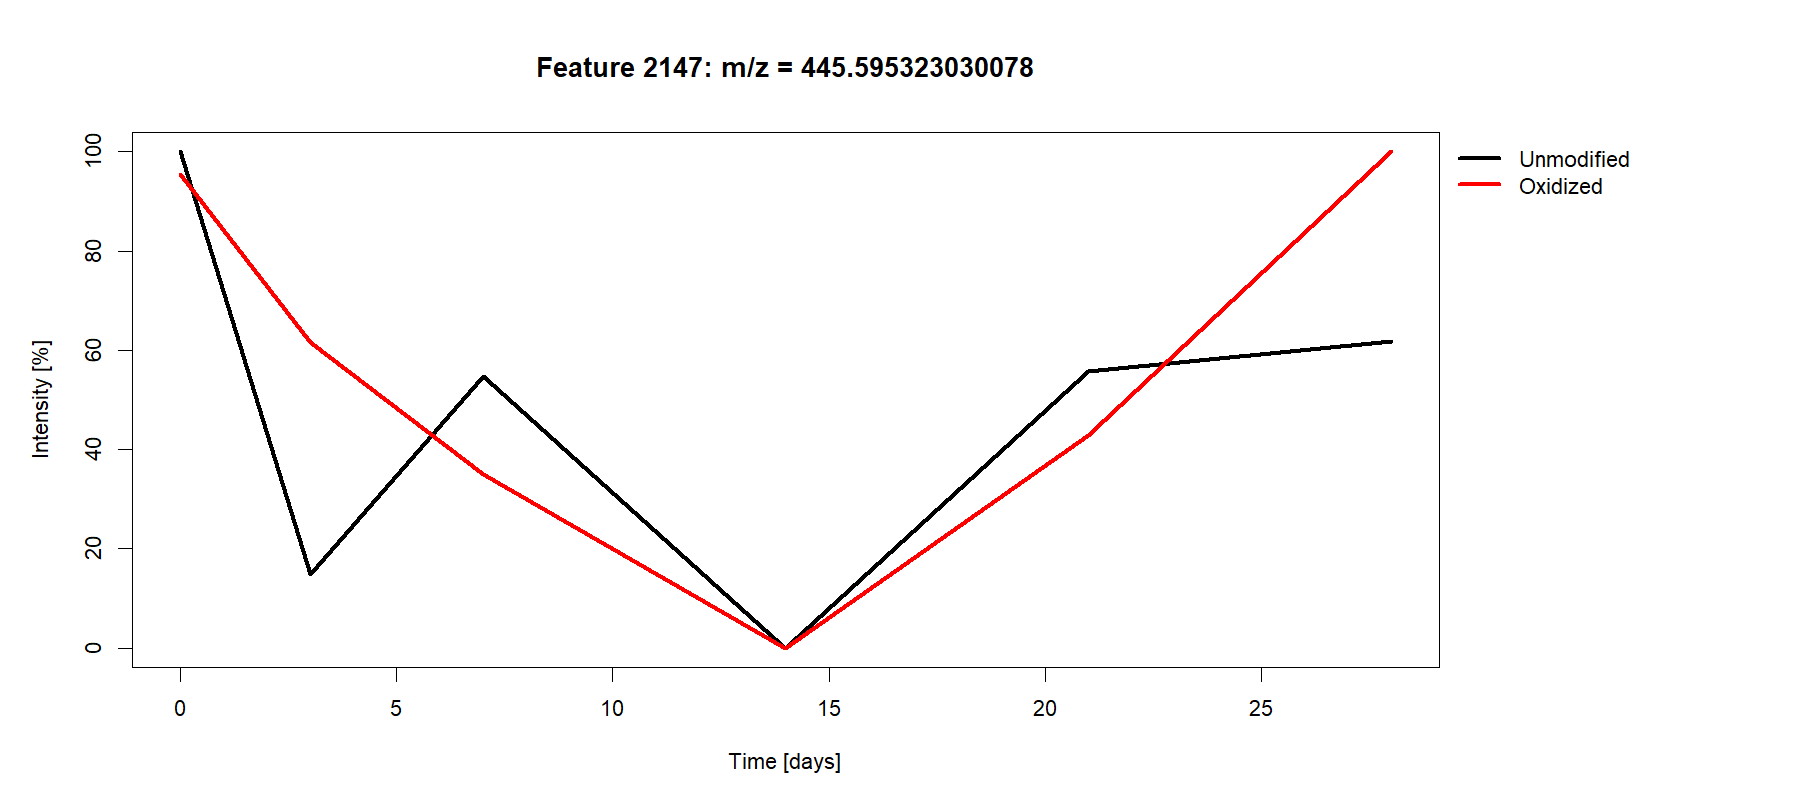 Feature 2147: m/z = 445.595323030078
Unmodified
Oxidized
Intensity [%]
100
80
60
40
20
0
0 5 10 15 20 25
Time [days]